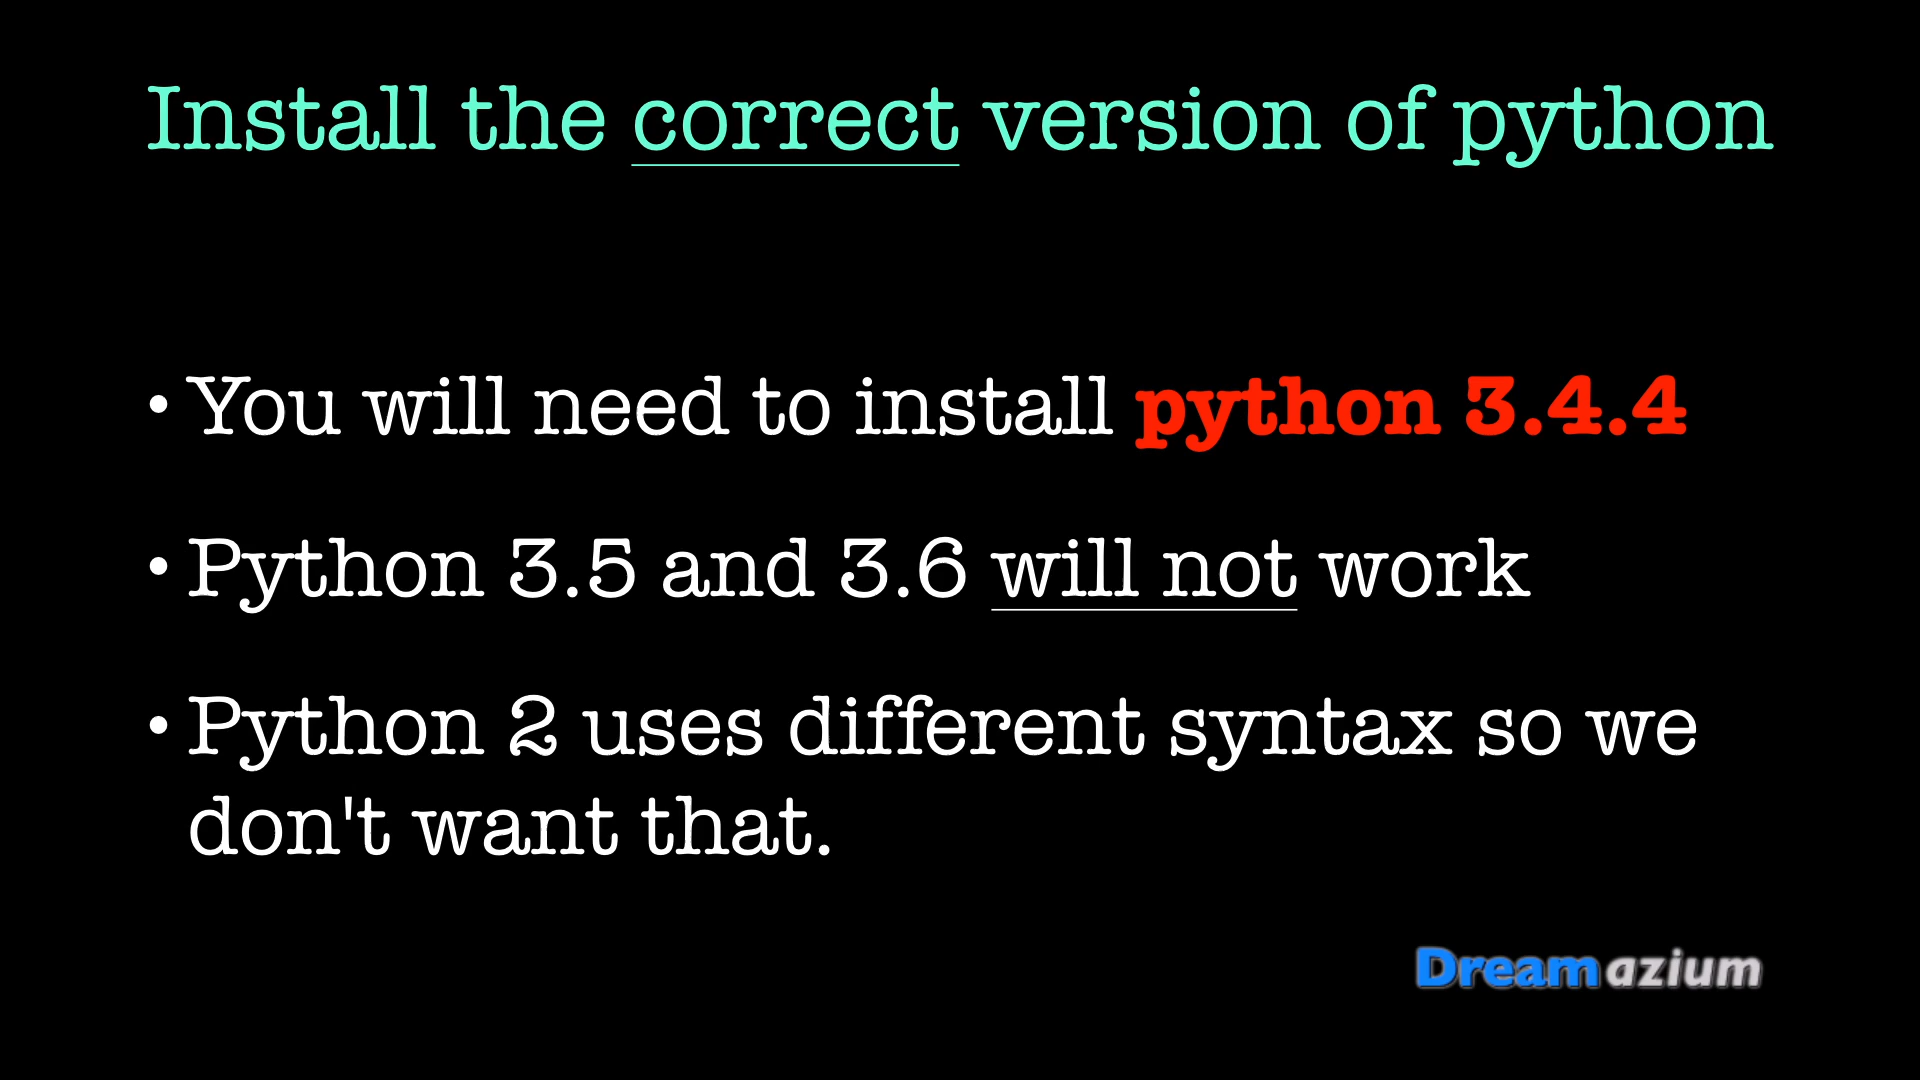 Install the correct version of python
• You will need to install python 3.4.4
• Python 3.5 and 3.6 will not work
• Python 2 uses different syntax so we
don't want that.
Dreamazium